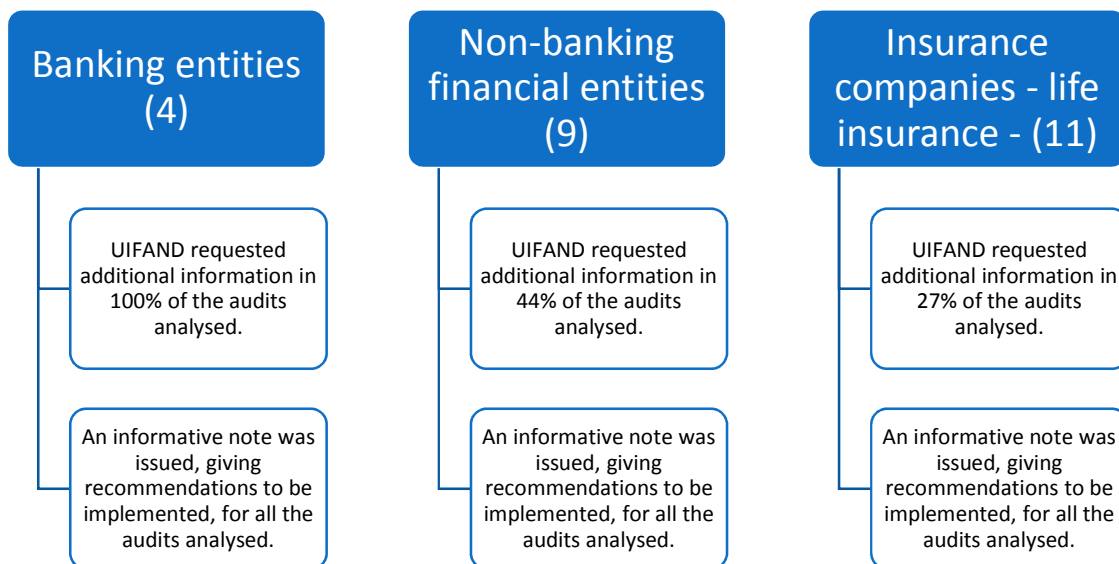 Banking entities
(4)
UIFAND requested
additional information in
100% of the audits
analysed.
An informative note was
issued, giving
recommendations to be
implemented, for all the
audits analysed.
Non-banking
financial entities
(9)
UIFAND requested
additional information in
44% of the audits
analysed.
An informative note was
issued, giving
recommendations to be
implemented, for all the
audits analysed.
Insurance
companies - life
insurance - (11)
UIFAND requested
additional information in
27% of the audits
analysed.
An informative note was
issued, giving
recommendations to be
implemented, for all the
audits analysed.